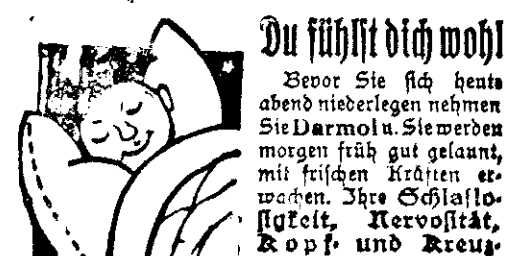 Du fühlst dich wohl
Bevor Sie sich heute
abend niederlegen nehmen
Sie Darmol u. Sie werden
morgen früh gut gelaunt,
mit frischen Kräften er-
wachen. Ihre Schlaflo-
sigkeit, Nervosität,
Kopf- und Kreuz-